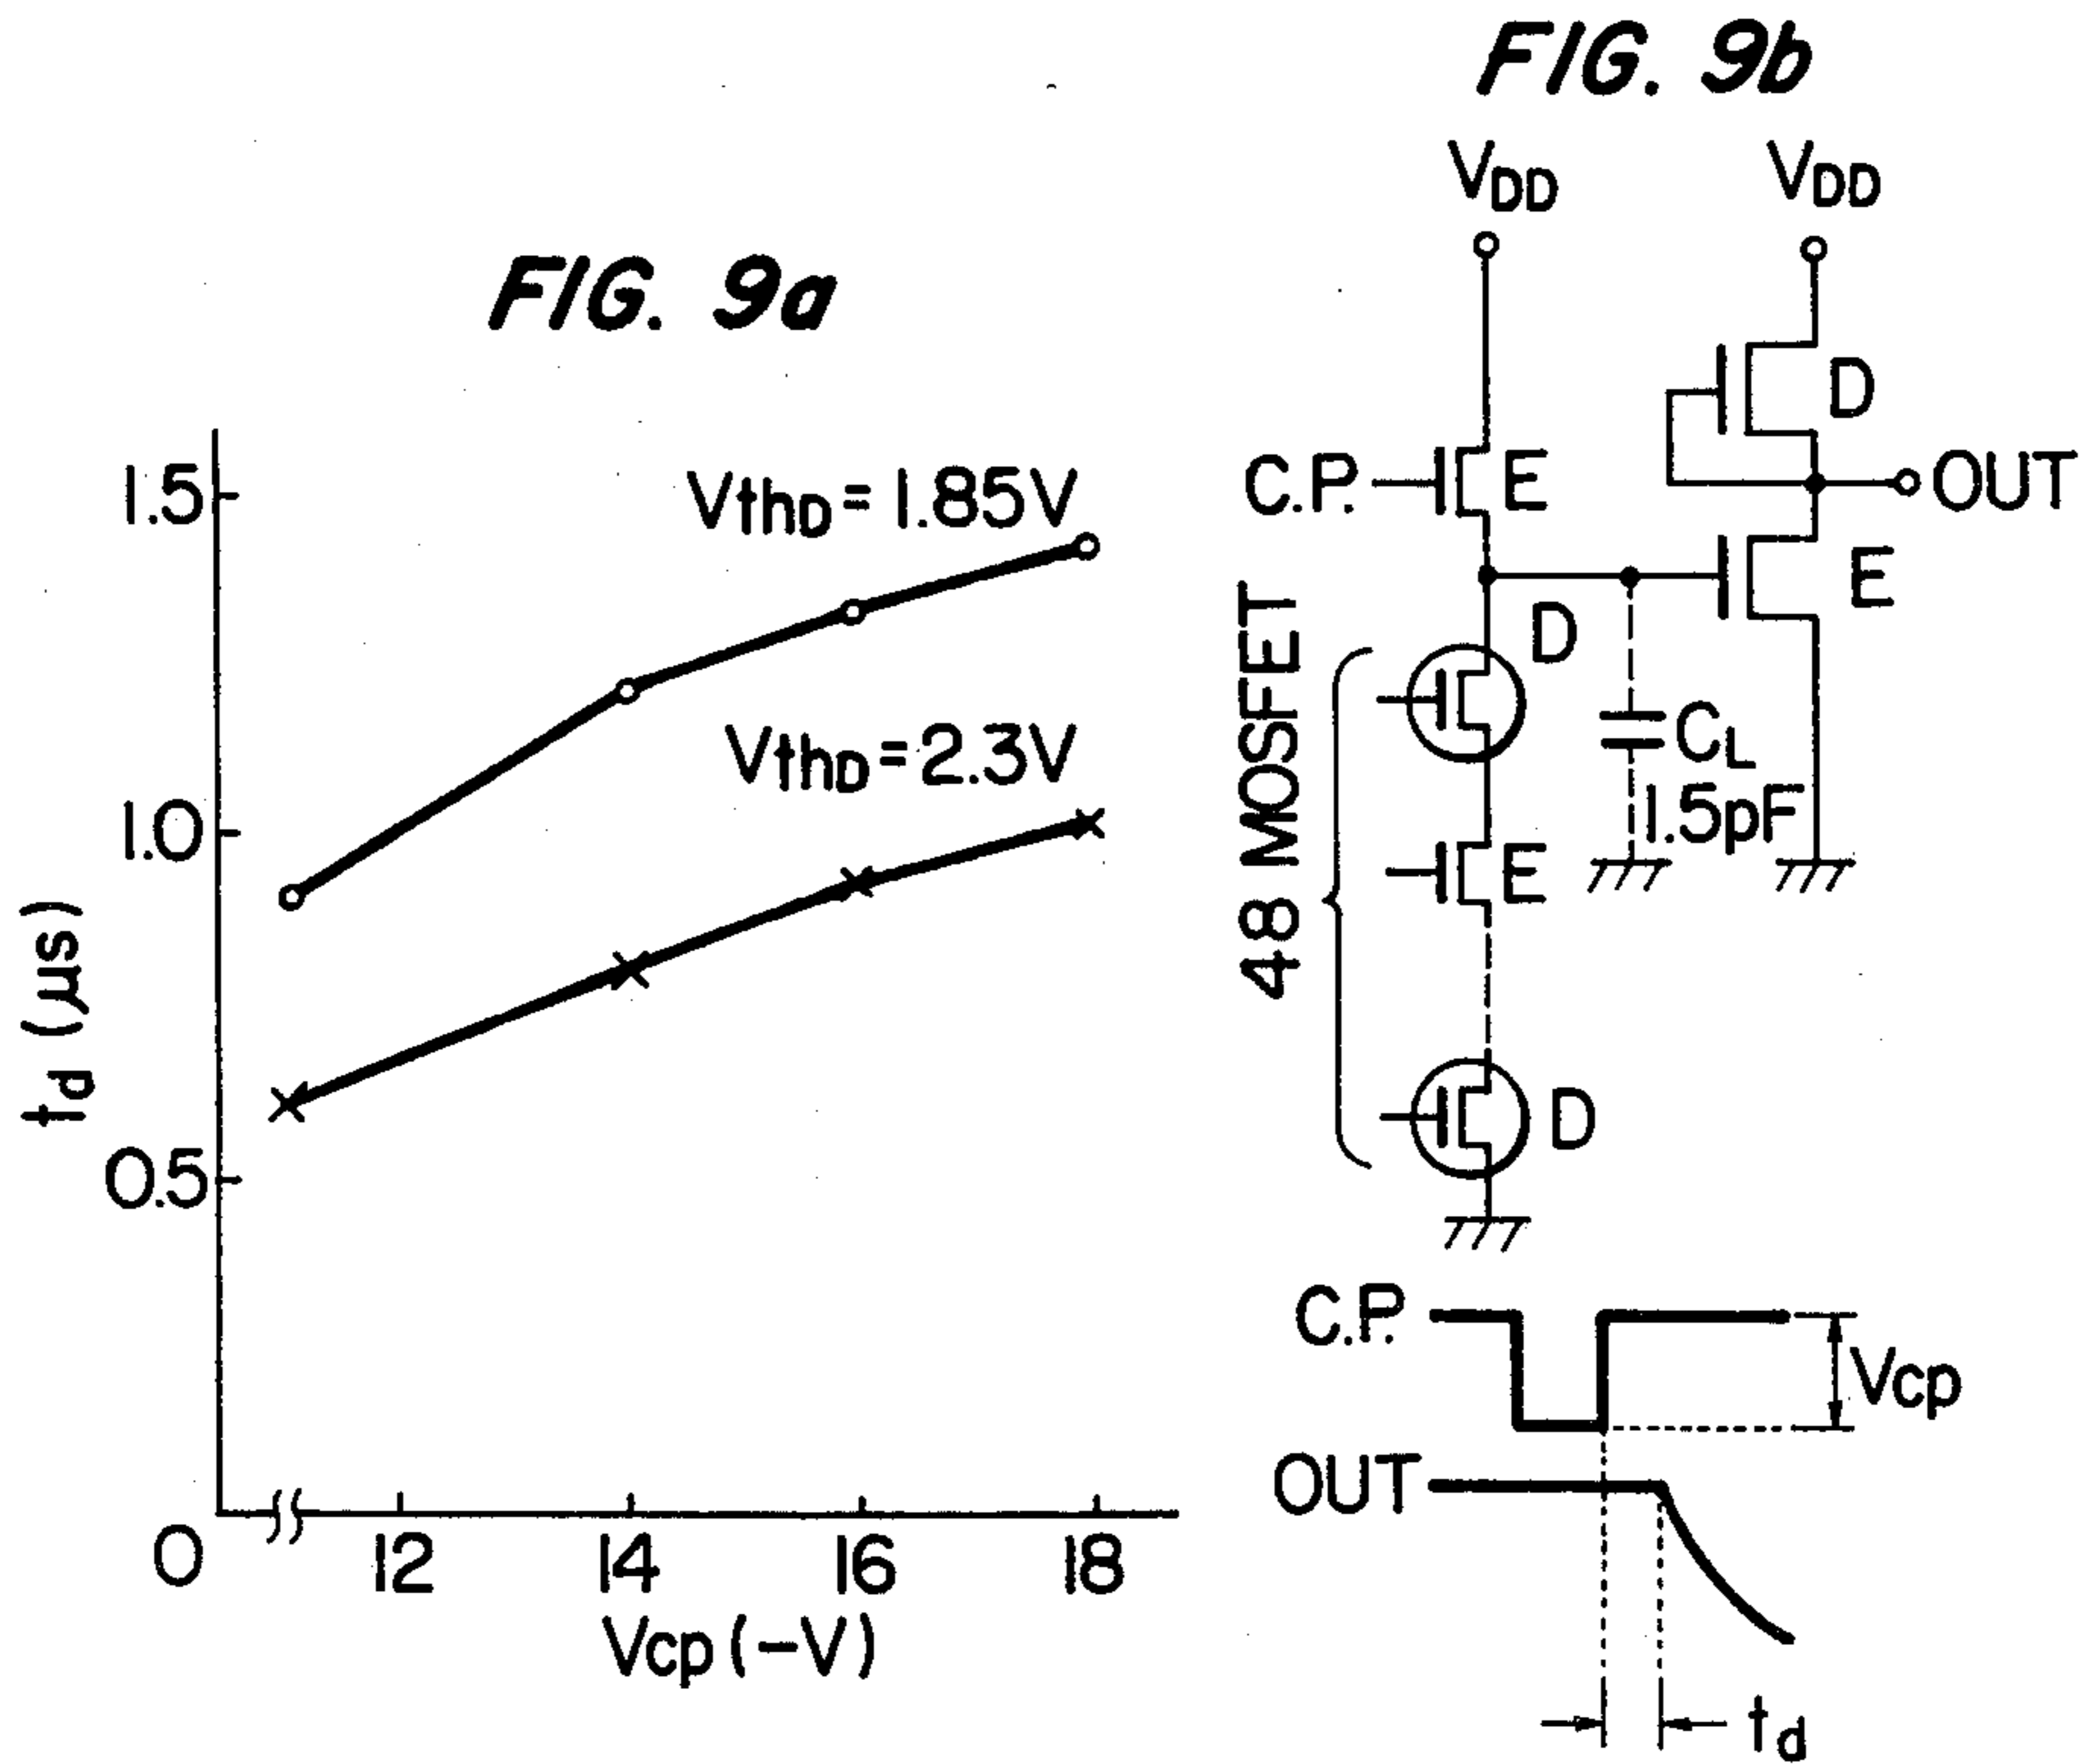 FIG. 9a
1.5
1.0
0.5
0
12
14
16
18
td (μs)
Vcp (-V)
VthD = 1.85V
VthD = 2.3V
FIG. 9b
VDD
VDD
D
C.P.
E
OUT
E
D
48 MOSFET
CL
1.5pF
E
D
C.P.
Vcp
OUT
td